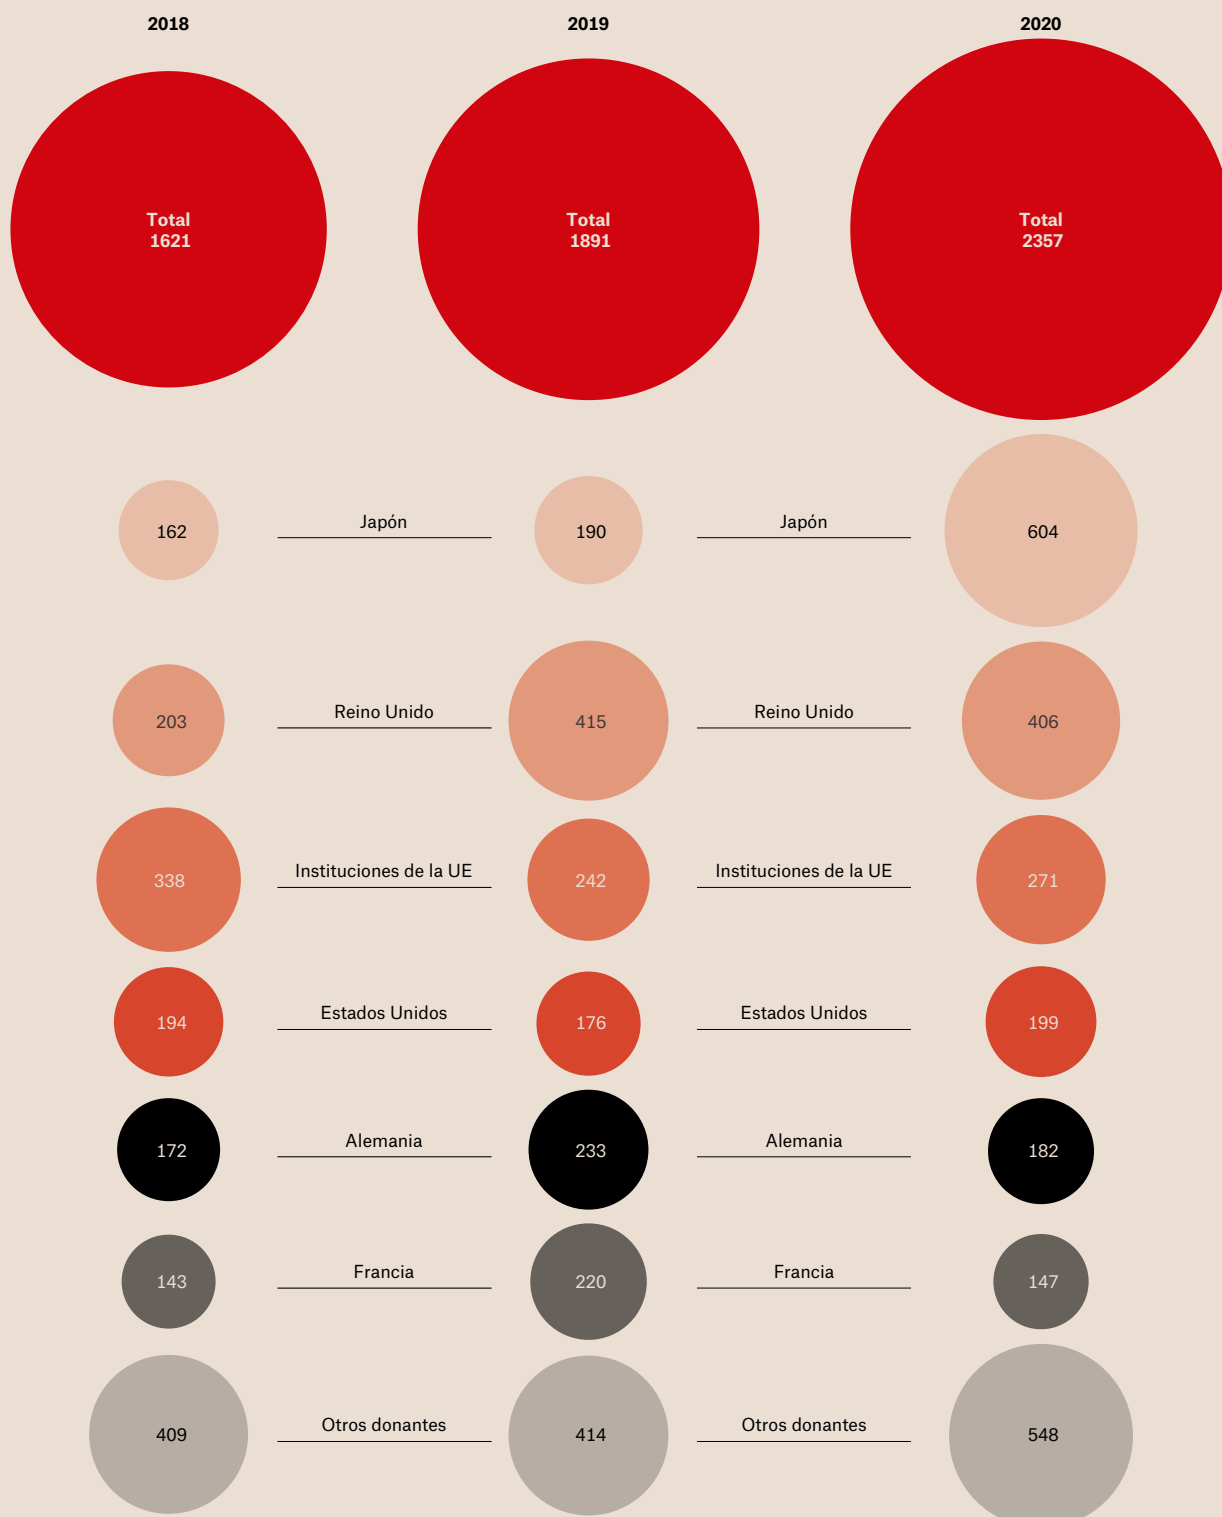 2018
2019
2020
Total
1621
Total
1891
Total
2357
162
Japón
190
Japón
604
203
Reino Unido
415
Reino Unido
406
338
Instituciones de la UE
242
Instituciones de la UE
271
194
Estados Unidos
176
Estados Unidos
199
172
Alemania
233
Alemania
182
143
Francia
220
Francia
147
409
Otros donantes
414
Otros donantes
548